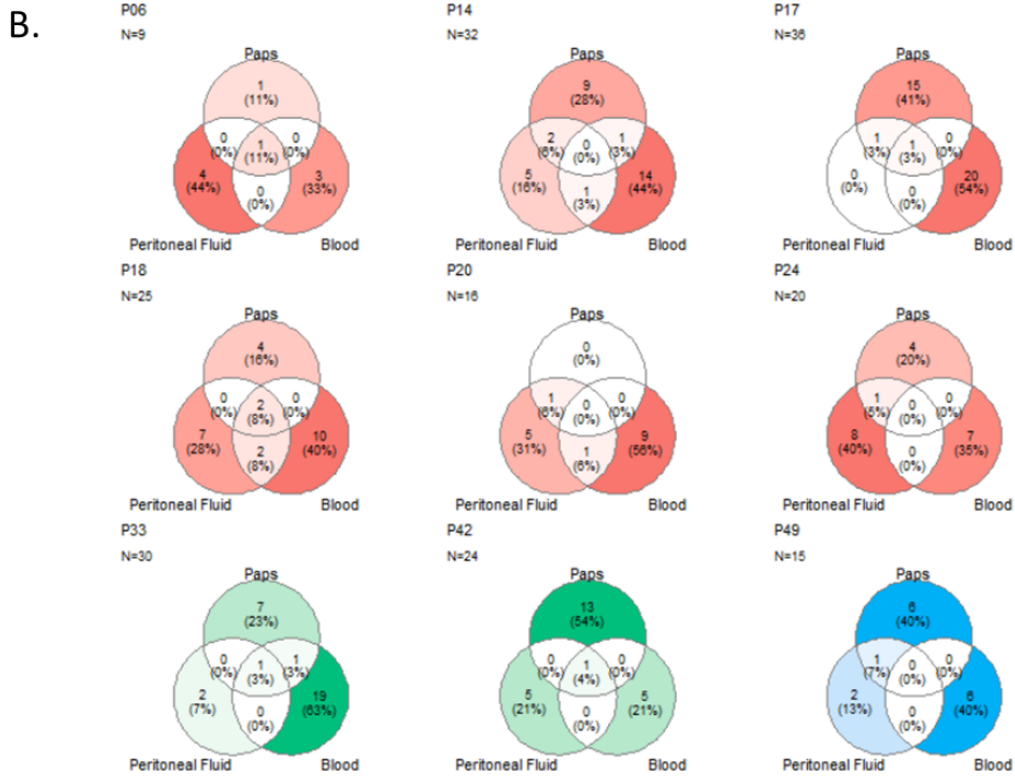 B.
P06
N=9
Paps
1
(11%)
0
(0%)
1
(11%)
0
(0%)
4
(44%)
3
(33%)
0
(0%)
Peritoneal Fluid
Blood
P14
N=32
Paps
9
(28%)
2
(6%)
0
(0%)
1
(3%)
5
(16%)
14
(44%)
1
(3%)
Peritoneal Fluid
Blood
P17
N=36
Paps
15
(41%)
1
(3%)
1
(3%)
0
(0%)
0
(0%)
20
(54%)
0
(0%)
Peritoneal Fluid
Blood
P18
N=25
Paps
4
(16%)
0
(0%)
2
(8%)
0
(0%)
7
(28%)
10
(40%)
2
(8%)
Peritoneal Fluid
Blood
P20
N=16
Paps
0
(0%)
1
(6%)
0
(0%)
0
(0%)
5
(31%)
9
(56%)
1
(6%)
Peritoneal Fluid
Blood
P24
N=20
Paps
4
(20%)
1
(5%)
0
(0%)
0
(0%)
8
(40%)
7
(35%)
0
(0%)
Peritoneal Fluid
Blood
P33
N=30
Paps
7
(23%)
0
(0%)
1
(3%)
1
(3%)
2
(7%)
19
(63%)
0
(0%)
Peritoneal Fluid
Blood
P42
N=24
Paps
13
(54%)
0
(0%)
1
(4%)
0
(0%)
5
(21%)
5
(21%)
0
(0%)
Peritoneal Fluid
Blood
P49
N=15
Paps
6
(40%)
1
(7%)
0
(0%)
0
(0%)
2
(13%)
6
(40%)
0
(0%)
Peritoneal Fluid
Blood